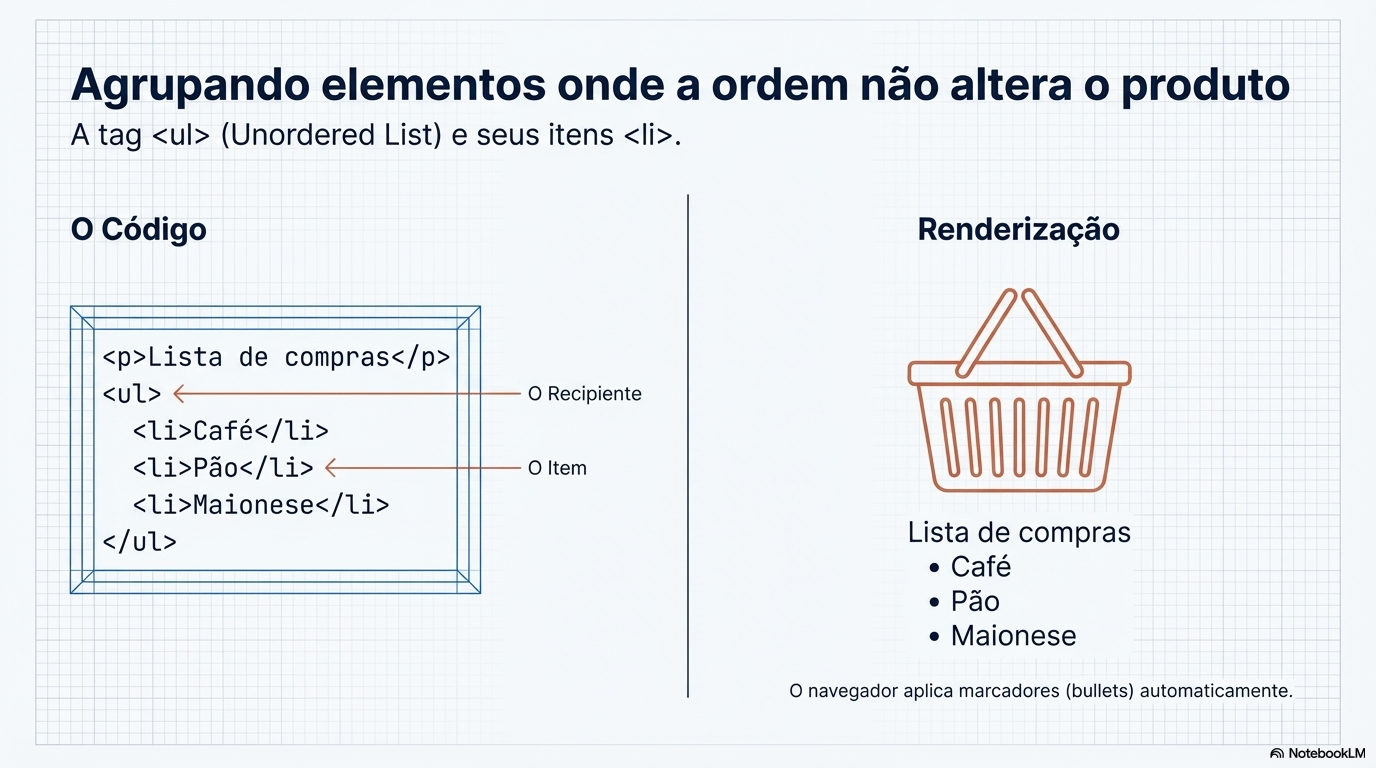 Agrupando elementos onde a ordem não altera o produto
A tag <ul> (Unordered List) e seus itens <li>.
O Código
<p>Lista de compras</p>
<ul>
O Recipiente
<li>Café</li>
<li>Pão</li>
O Item
<li>Maionese</li>
</ul>
Renderização
Lista de compras
• Café
• Pão
• Maionese
O navegador aplica marcadores (bullets) automaticamente.
NotebookLM